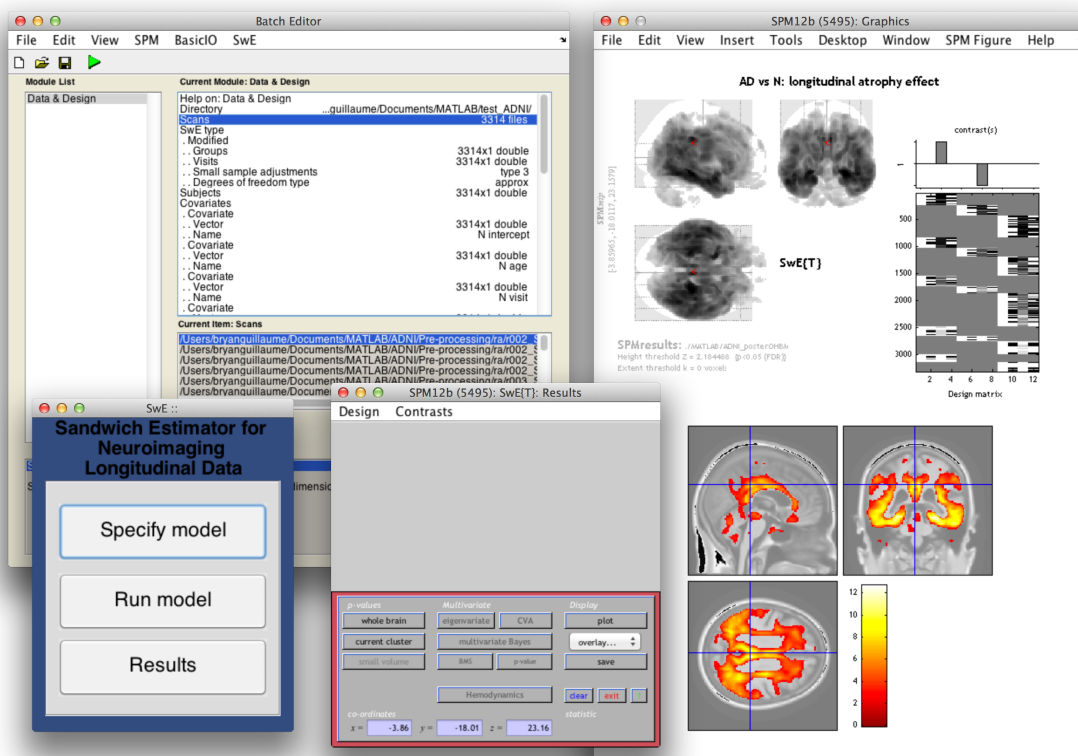 Batch Editor
File Edit View SPM BasicIO SwE
Module List
Data & Design
Current Module: Data & Design
Help on: Data & Design
Directory ...guillaume/Documents/MATLAB/test_ADNI/
Scans 3314 files
SwE type
. Modified
. . Groups 3314x1 double
. . Visits 3314x1 double
. . Small sample adjustments type 3
. . Degrees of freedom type approx
Subjects 3314x1 double
Covariates
. Covariate
. . Vector 3314x1 double
. . Name N intercept
. Covariate
. . Vector 3314x1 double
. . Name N age
. Covariate
. . Vector 3314x1 double
. . Name N visit
. Covariate
Current Item: Scans
/Users/bryanguillaume/Documents/MATLAB/ADNI/Pre-processing/ra/r002_S
/Users/bryanguillaume/Documents/MATLAB/ADNI/Pre-processing/ra/r002_S
/Users/bryanguillaume/Documents/MATLAB/ADNI/Pre-processing/ra/r002_S
/Users/bryanguillaume/Documents/MATLAB/ADNI/Pre-processing/ra/r002_S
/Users/bryanguillaume/Documents/MATLAB/ADNI/Pre-processing/ra/r003_S
/Users/bryanguillaume/Docume
SwE ::
Sandwich Estimator for
Neuroimaging
Longitudinal Data
Specify model
Run model
Results
SPM12b (5495): SwE{T}: Results
Design Contrasts
p-values Multivariate Display
whole brain eigenvariate CVA plot
current cluster multivariate Bayes overlay...
small volume BMS p-value save
Hemodynamics clear exit ?
co-ordinates statistic
x = -3.86 y = -18.01 z = 23.16
SPM12b (5495): Graphics
File Edit View Insert Tools Desktop Window SPM Figure Help
AD vs N: longitudinal atrophy effect
SPMmip
[-3.85965, -18.0117, 23.1579]
SwE{T}
contrast(s)
1
500
1000
1500
2000
2500
3000
2 4 6 8 10 12
Design matrix
SPMresults: ./MATLAB/ADNI_posterOHBM
Height threshold Z = 2.184488 {p<0.05 (FDR)}
Extent threshold k = 0 voxels
12
10
8
6
4
2
0